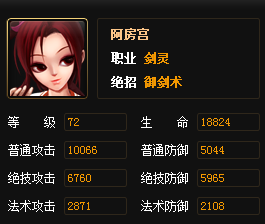 阿房宫
职业 剑灵
绝招 御剑术
等级 72 生命 18824
普通攻击 10066 普通防御 5044
绝技攻击 6760 绝技防御 5965
法术攻击 2871 法术防御 2108